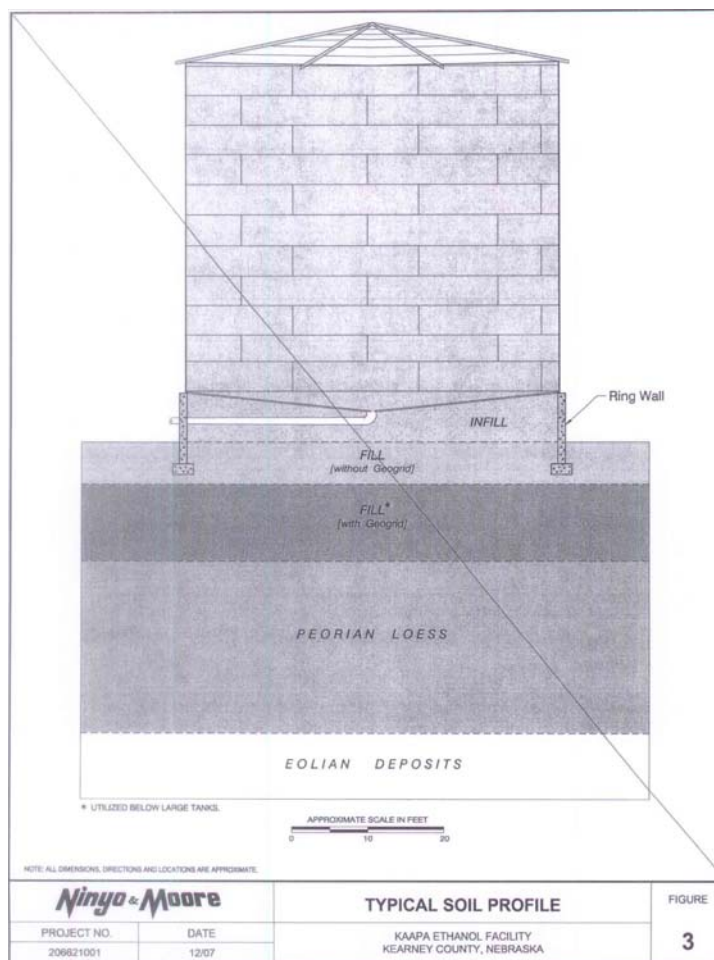 Ring Wall
INFILL
FILL
[without Geogrid]
FILL*
[with Geogrid]
PEORIAN LOESS
EOLIAN DEPOSITS
* UTILIZED BELOW LARGE TANKS.
APPROXIMATE SCALE IN FEET
0 10 20
NOTE: ALL DIMENSIONS, DIRECTIONS AND LOCATIONS ARE APPROXIMATE.
Ninyo & Moore
PROJECT NO. DATE
206621001 12/07
TYPICAL SOIL PROFILE
KAAPA ETHANOL FACILITY
KEARNEY COUNTY, NEBRASKA
FIGURE
3